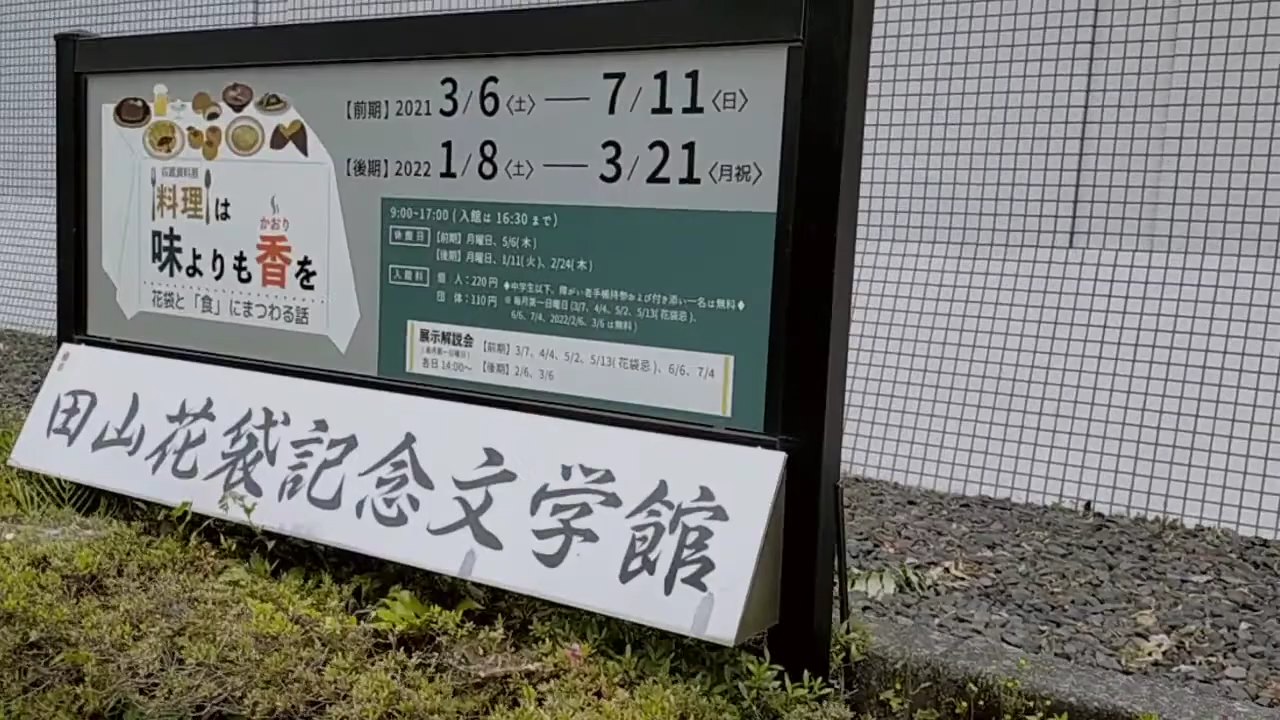 収蔵資料展
料理は
味よりも香を
かおり
花袋と「食」にまつわる話
【前期】2021 3/6〈土〉— 7/11〈日〉
【後期】2022 1/8〈土〉— 3/21〈月祝〉
9:00~17:00 (入館は 16:30 まで)
休館日 【前期】月曜日、5/6(木)
【後期】月曜日、1/11(火)、2/24(木)
入館料 個 人:220円 ◆中学生以下、障がい者手帳持参および付き添い一名は無料◆
団 体:110円 ※毎月第一日曜日(3/7、4/4、5/2、5/13(花袋忌)、
6/6、7/4、2022/2/6、3/6は無料)
展示解説会 【前期】3/7、4/4、5/2、5/13(花袋忌)、6/6、7/4
(毎月第一日曜日)
各日 14:00~ 【後期】2/6、3/6
田山花袋記念文学館